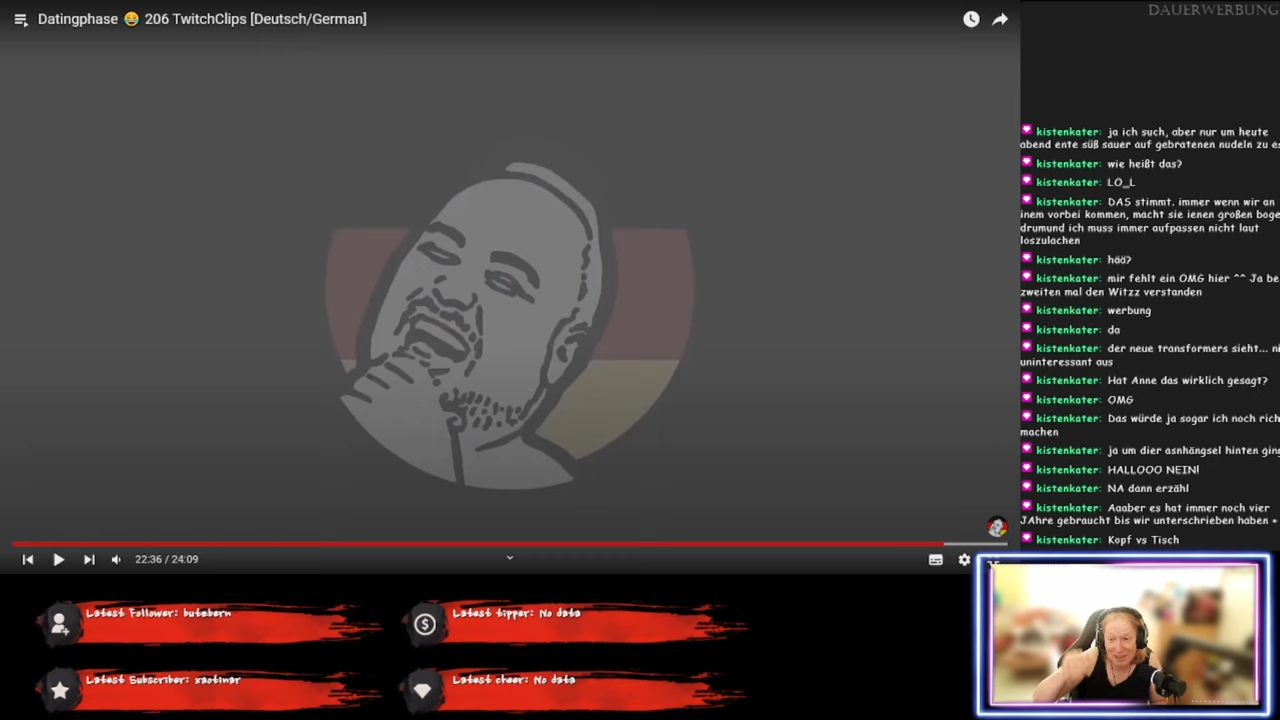 Datingphase 😂 206 TwitchClips [Deutsch/German]
DAUERWERBUNG
kistenkater: ja ich such, aber nur um heute
abend ente süß sauer auf gebratenen nudeln zu es
kistenkater: wie heißt das?
kistenkater: LO_L
kistenkater: DAS stimmt. immer wenn wir an
inem vorbei kommen, macht sie ienen großen boge
drumund ich muss immer aufpassen nicht laut
loszulachen
kistenkater: hää?
kistenkater: mir fehlt ein OMG hier ^^ Ja be
zweiten mal den Witzz verstanden
kistenkater: werbung
kistenkater: da
kistenkater: der neue transformers sieht... ni
uninteressant aus
kistenkater: Hat Anne das wirklich gesagt?
kistenkater: OMG
kistenkater: Das würde ja sogar ich noch rich
machen
kistenkater: ja um dier asnhängsel hinten ging
kistenkater: HALLOOO NEIN!
kistenkater: NA dann erzähl
kistenkater: Aaaber es hat immer noch vier
JAhre gebraucht bis wir unterschrieben haben
kistenkater: Kopf vs Tisch
22:36 / 24:09
Latest Follower: butebern
Latest tipper: No data
Latest Subscriber: xaotinar
Latest cheer: No data